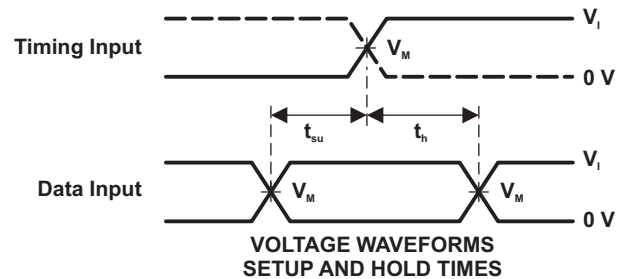 Timing Input
V_I
V_M
0 V
t_su
t_h
Data Input
V_I
V_M
V_M
0 V
VOLTAGE WAVEFORMS
SETUP AND HOLD TIMES